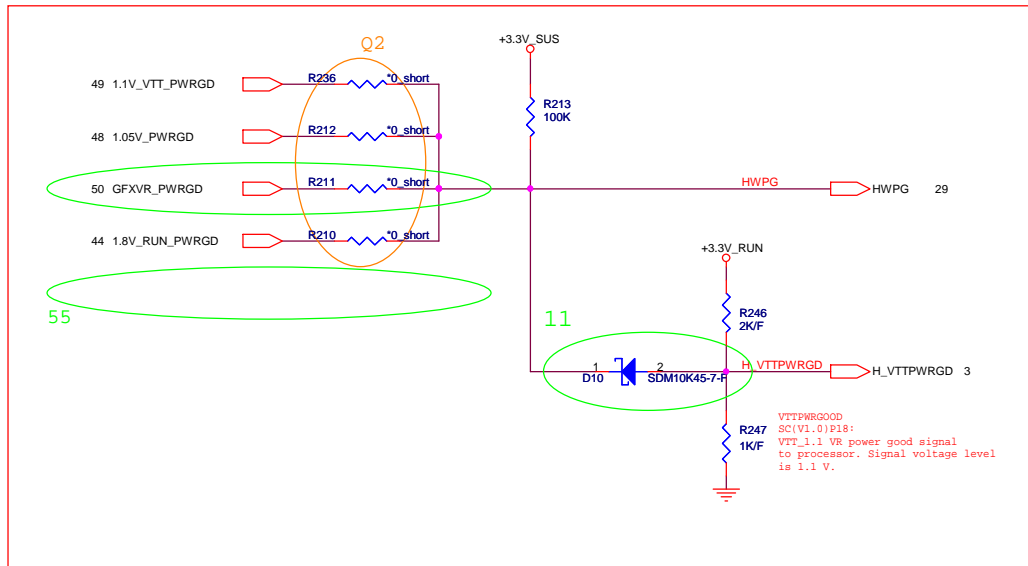 Q2
+3.3V_SUS
49 1.1V_VTT_PWRGD
R236 *0_short
R213
100K
48 1.05V_PWRGD
R212 *0_short
50 GFXVR_PWRGD
R211 *0_short
HWPG
HWPG 29
44 1.8V_RUN_PWRGD
R210 *0_short
+3.3V_RUN
55
11
R246
2K/F
1 2
D10 SDM10K45-7-F
H_VTTPWRGD
H_VTTPWRGD 3
R247
1K/F
VTTPWRGOOD
SC(V1.0)P18:
VTT_1.1 VR power good signal
to processor. Signal voltage level
is 1.1 V.